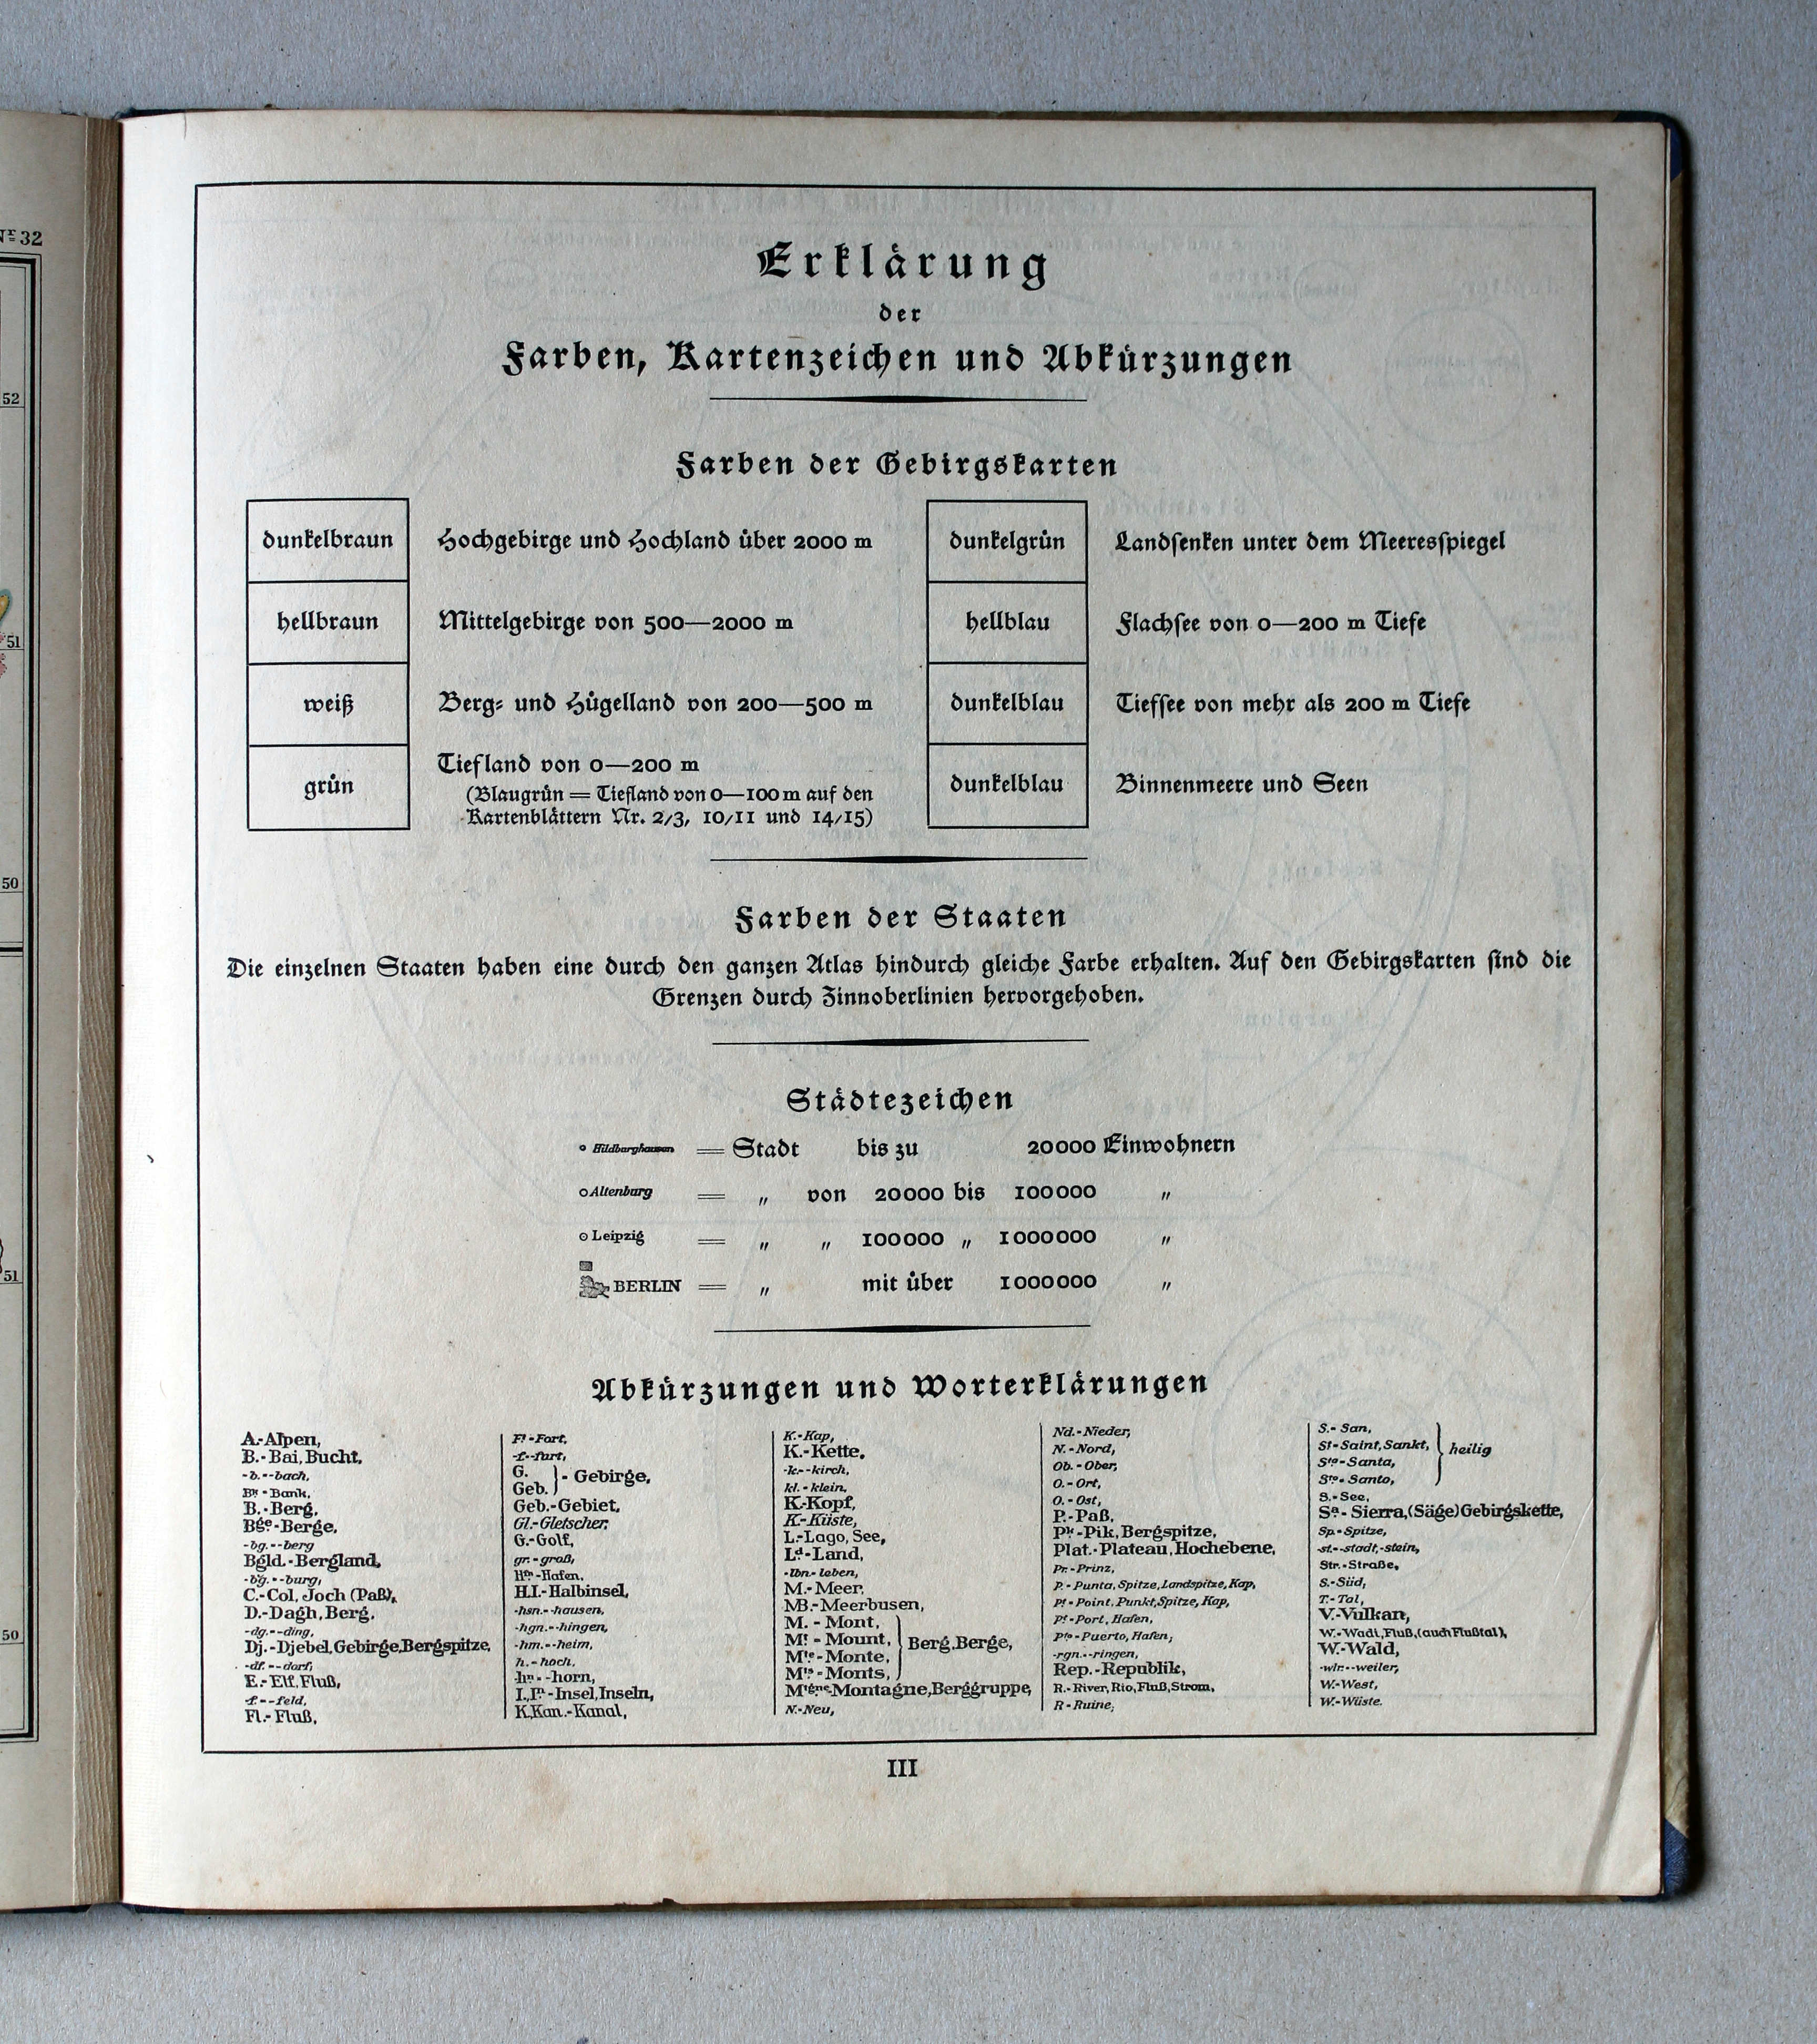 Nr 32
52
51
50
51
50
Erklärung
der
Farben, Kartenzeichen und Abkürzungen
Farben der Gebirgskarten
dunkelbraun Hochgebirge und Hochland über 2000 m
hellbraun Mittelgebirge von 500—2000 m
weiß Berg- und Hügelland von 200—500 m
grün Tiefland von 0—200 m
(Blaugrün = Tiefland von 0—100 m auf den
Kartenblättern Nr. 2/3, 10/11 und 14/15)
dunkelgrün Landsenken unter dem Meeresspiegel
hellblau Flachsee von 0—200 m Tiefe
dunkelblau Tiefsee von mehr als 200 m Tiefe
dunkelblau Binnenmeere und Seen
Farben der Staaten
Die einzelnen Staaten haben eine durch den ganzen Atlas hindurch gleiche Farbe erhalten. Auf den Gebirgskarten sind die
Grenzen durch Zinnoberlinien hervorgehoben.
Städtezeichen
Hildburghausen = Stadt bis zu 20000 Einwohnern
Altenburg = „ von 20000 bis 100000 „
Leipzig = „ „ 100000 „ 1000000 „
BERLIN = „ mit über 1000000 „
Abkürzungen und Worterklärungen
A.-Alpen,
B.-Bai, Bucht,
-b.--bach,
Bk-Bank,
B.-Berg,
Bge.-Berge,
-bg.--berg
Bgld.-Bergland,
-bg.--burg,
C.-Col, Joch (Paß),
D.-Dagh, Berg,
-dg.--ding,
Dj.-Djebel, Gebirge, Bergspitze,
-df.--dorf,
E.-Elf, Fluß,
-f.--feld,
Fl.-Fluß,
Ft-Fort,
-f.--furt,
G.
Geb. } - Gebirge,
Geb.-Gebiet,
Gl.-Gletscher,
G.-Golf,
gr.-groß,
Hfn-Hafen,
H.I.-Halbinsel,
-hsn.--hausen,
-hgn.--hingen,
-hm.--heim,
h.-hoch,
-hn--horn,
I., In-Insel, Inseln,
K, Kan.-Kanal,
K.-Kap,
K.-Kette,
-k.--kirch,
kl.-klein,
K.-Kopf,
K.-Küste,
L.-Lago, See,
Ld-Land,
-lbn.-leben,
M.-Meer,
MB.-Meerbusen,
M.-Mont,
Mt-Mount,
Mte-Monte,
Mts-Monts, } Berg, Berge,
Mtgne-Montagne, Berggruppe,
N.-Neu,
Nd.-Nieder,
N.-Nord,
Ob.-Ober,
O.-Ort,
O.-Ost,
P.-Paß,
Pk-Pik, Bergspitze,
Plat.-Plateau, Hochebene,
Pr.-Prinz,
P.-Punta, Spitze, Landspitze, Kap,
Pt-Point, Punkt, Spitze, Kap,
Pt-Port, Hafen,
Pto-Puerto, Hafen,
-rgn.--ringen,
Rep.-Republik,
R.-River, Rio, Fluß, Strom,
R-Ruine,
S.-San,
St-Saint, Sankt,
Sta-Santa,
Sto-Santo, } heilig
S.-See,
Sa-Sierra, (Säge) Gebirgskette,
Sp.-Spitze,
-st.--stadt, -stein,
Str.-Straße,
S.-Süd,
T.-Tal,
V.-Vulkan,
W.-Wadi, Fluß, (auch Flußtal),
W.-Wald,
-wlr.--weiler,
W.-West,
W.-Wüste.
III